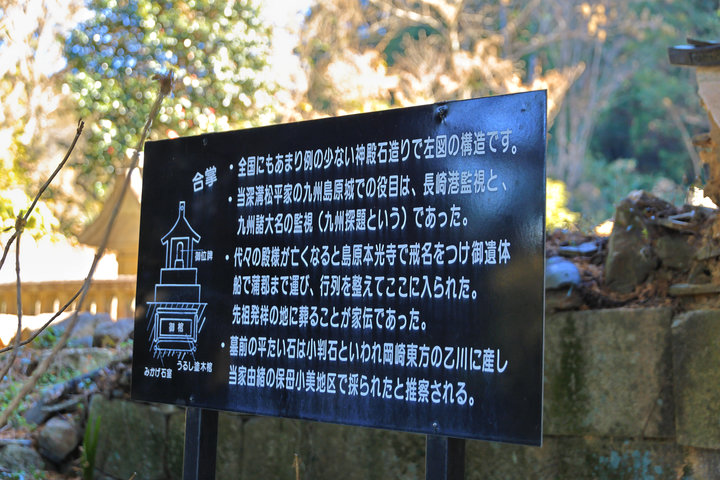 合掌
・全国にもあまり例の少ない神殿石造りで左図の構造です。
・当深溝松平家の九州島原城での役目は、長崎港監視と、
九州諸大名の監視（九州探題という）であった。
・代々の殿様が亡くなると島原本光寺で戒名をつけ御遺体
船で蒲郡まで運び、行列を整えてここに入られた。
先祖発祥の地に葬ることが家伝であった。
・墓前の平たい石は小判石といわれ岡崎東方の乙川に産し
当家由緒の保母小美地区で採られたと推察される。
御位牌
御棺
みかげ石室
うるし塗木棺